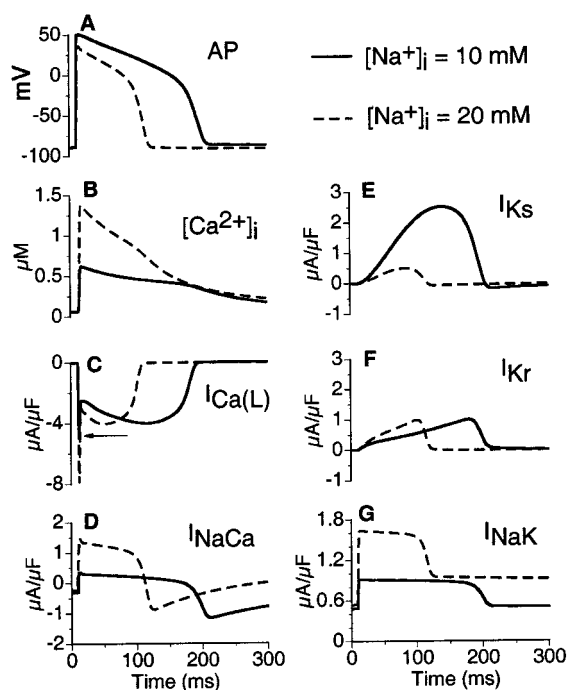 A
AP
mV
50
0
-50
-100
[Na+]i = 10 mM
[Na+]i = 20 mM
B
[Ca2+]i
µM
1.5
1
0.5
0
E
IKs
µA/µF
3
2
1
0
-1
C
ICa(L)
µA/µF
0
-4
-8
F
IKr
µA/µF
3
2
1
0
-1
D
INaCa
µA/µF
2
1
0
-1
-2
0 100 200 300
Time (ms)
G
INaK
µA/µF
1.8
1.2
0.6
0
0 100 200 300
Time (ms)